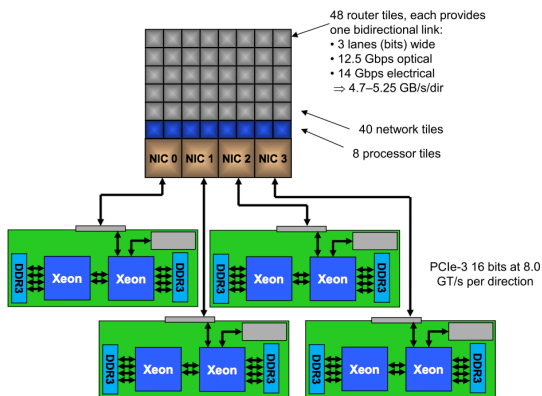 48 router tiles, each provides
one bidirectional link:
• 3 lanes (bits) wide
• 12.5 Gbps optical
• 14 Gbps electrical
⇒ 4.7–5.25 GB/s/dir
40 network tiles
8 processor tiles
NIC 0 NIC 1 NIC 2 NIC 3
DDR3 Xeon Xeon DDR3
DDR3 Xeon Xeon DDR3
PCIe-3 16 bits at 8.0
GT/s per direction
DDR3 Xeon Xeon DDR3
DDR3 Xeon Xeon DDR3